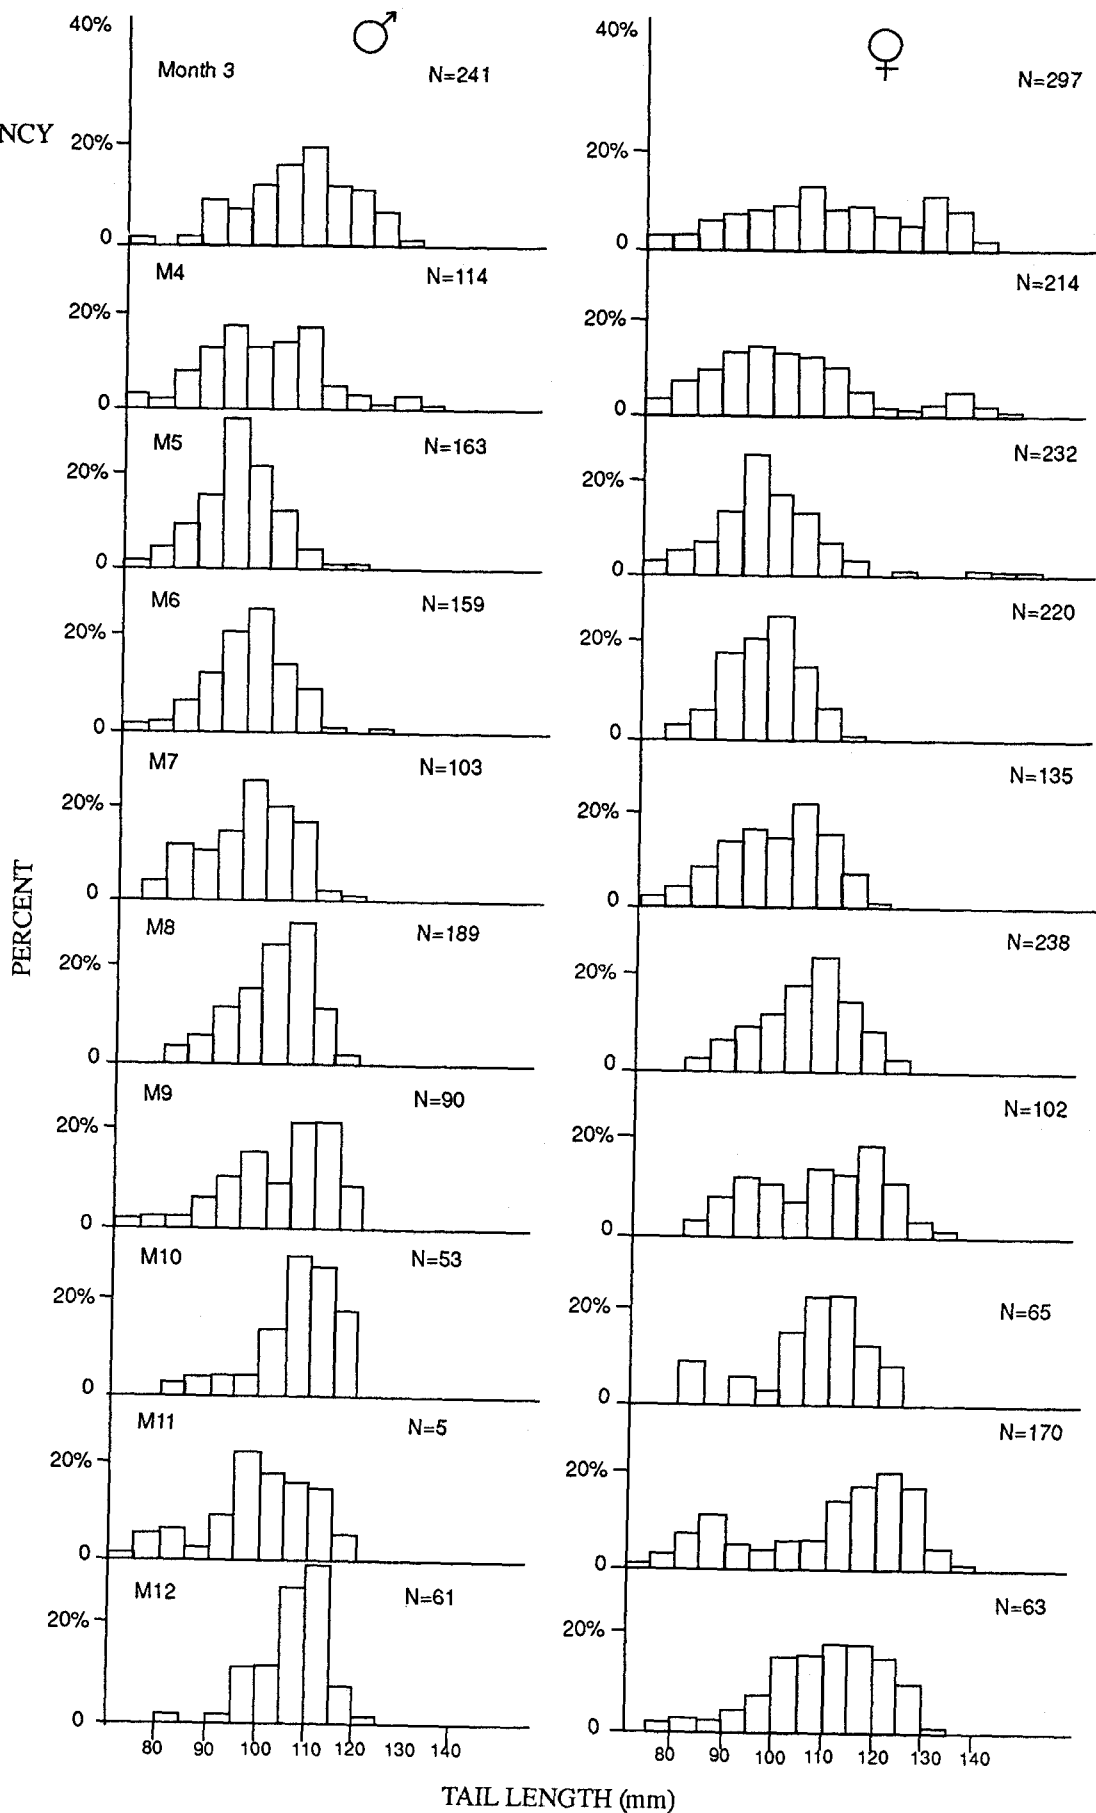 40%
40%
Month 3
N=241
N=297
NCY
20%
20%
0
0
M4
N=114
N=214
20%
20%
0
0
M5
N=163
N=232
20%
20%
0
0
M6
N=159
N=220
20%
20%
0
0
M7
N=103
N=135
20%
20%
0
0
PERCENT
M8
N=189
N=238
20%
20%
0
0
M9
N=90
N=102
20%
20%
0
0
M10
N=53
N=65
20%
20%
0
0
M11
N=5
N=170
20%
20%
0
0
M12
N=61
N=63
20%
20%
0
0
80 90 100 110 120 130 140
80 90 100 110 120 130 140
TAIL LENGTH (mm)